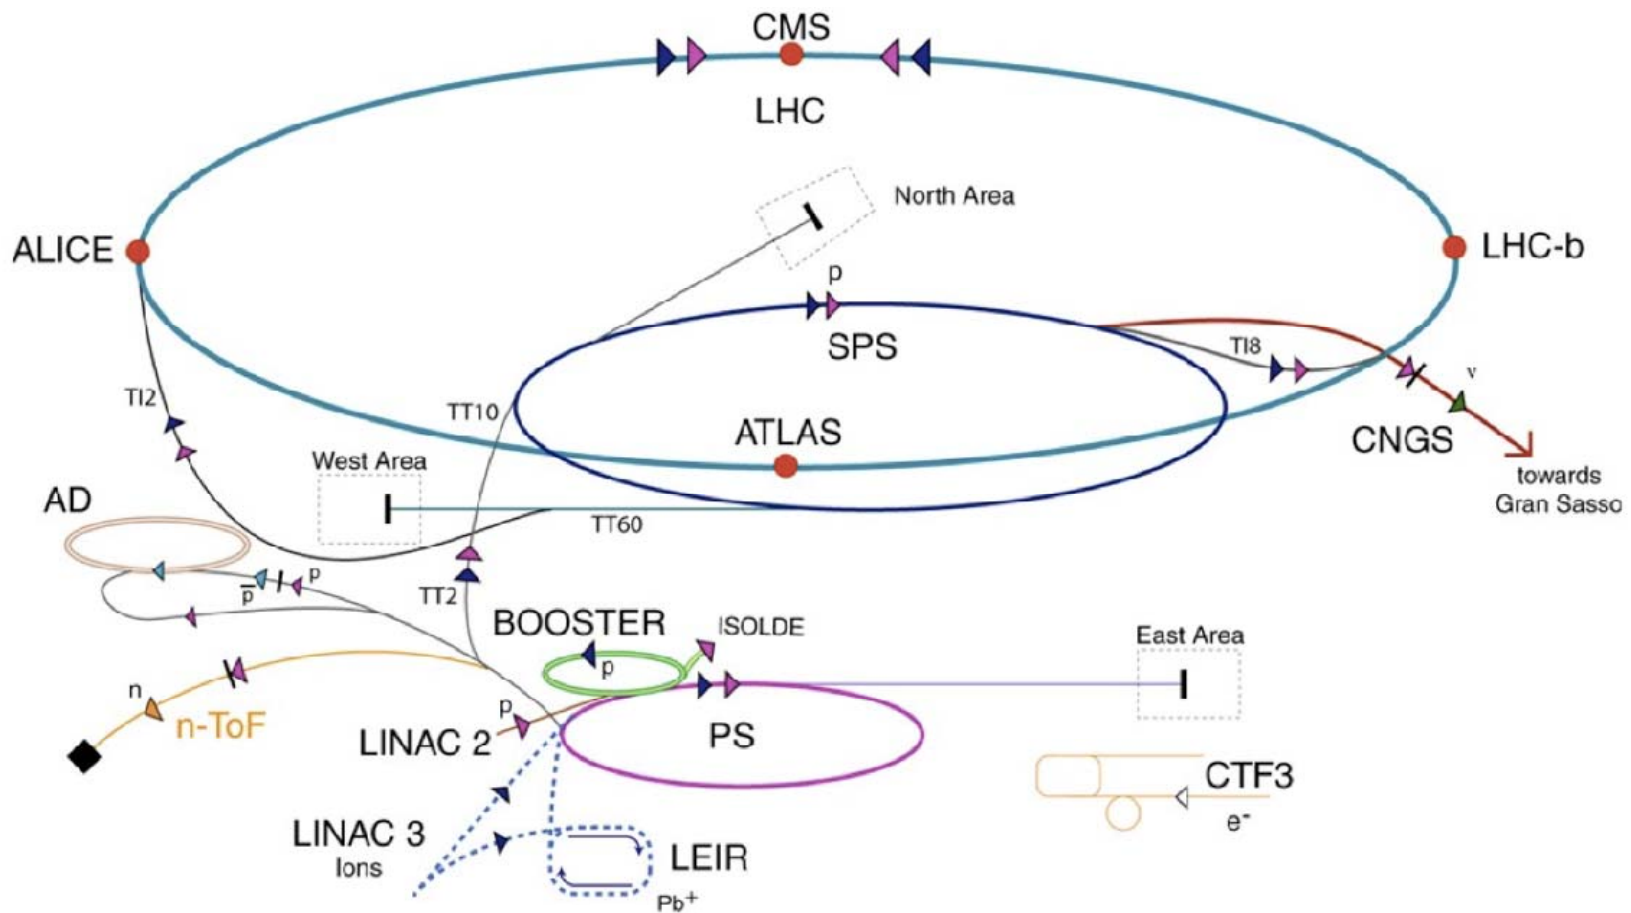 CMS
LHC
North Area
ALICE
LHC-b
p
SPS
TI8
TI2
TT10
ν
ATLAS
CNGS
West Area
towards
Gran Sasso
AD
TT60
p
p̅
TT2
BOOSTER
ISOLDE
East Area
p
n
n-ToF
p
LINAC 2
PS
CTF3
e-
LINAC 3
Ions
LEIR
Pb+